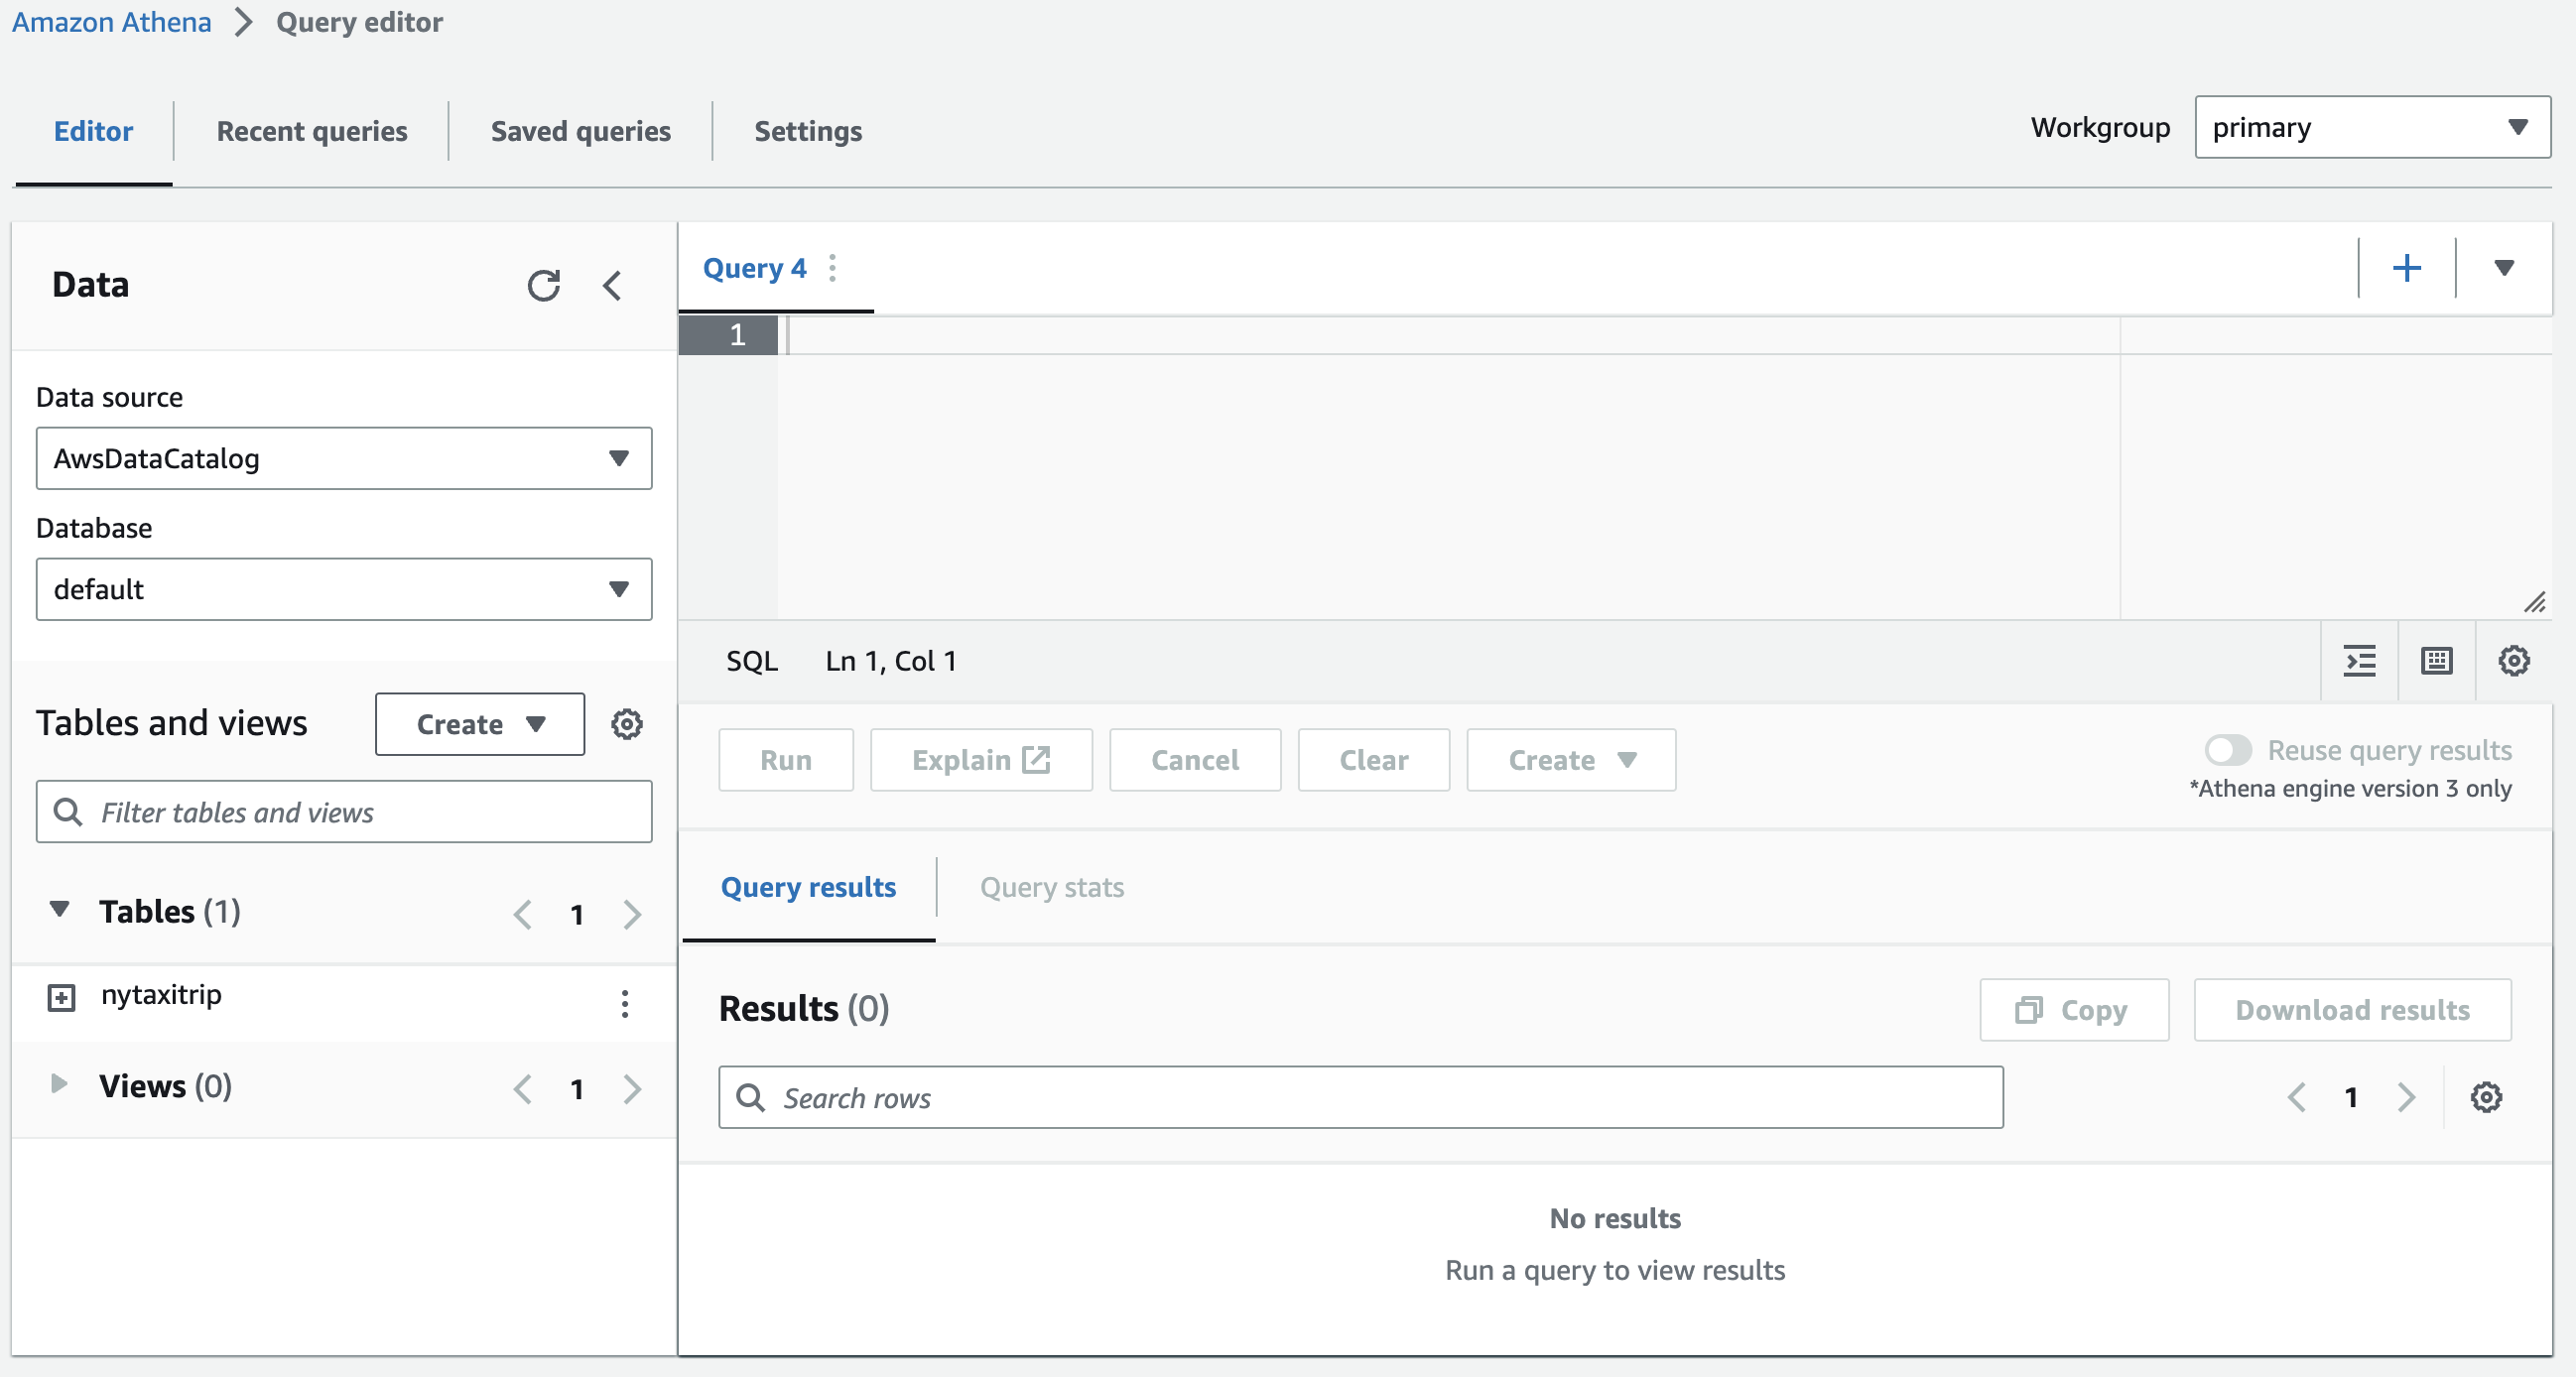 Amazon Athena > Query editor
Editor
Recent queries
Saved queries
Settings
Workgroup
primary
Data
Data source
AwsDataCatalog
Database
default
Tables and views
Create
Filter tables and views
Tables (1)
1
nytaxitrip
Views (0)
1
Query 4
1
SQL
Ln 1, Col 1
Run
Explain
Cancel
Clear
Create
Reuse query results
*Athena engine version 3 only
Query results
Query stats
Results (0)
Copy
Download results
Search rows
1
No results
Run a query to view results